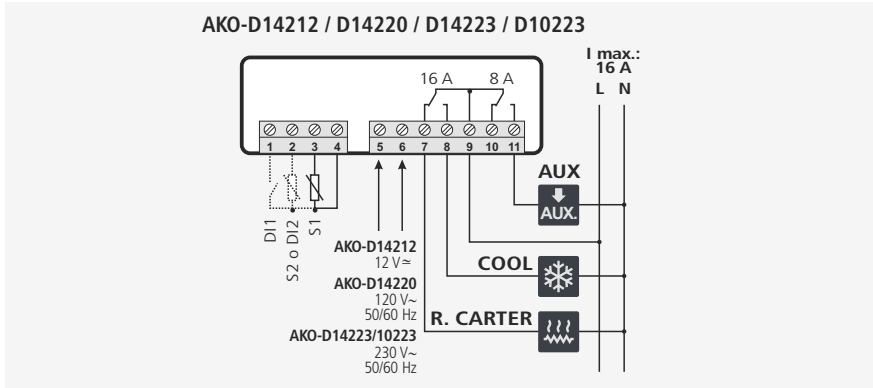 AKO-D14212 / D14220 / D14223 / D10223
I max.:
16 A
L N
16 A 8 A
1 2 3 4 5 6 7 8 9 10 11
DI1
S2 o DI2
S1
AUX
AUX.
AKO-D14212
12 V≃
COOL
AKO-D14220
120 V~
50/60 Hz
R. CARTER
AKO-D14223/10223
230 V~
50/60 Hz